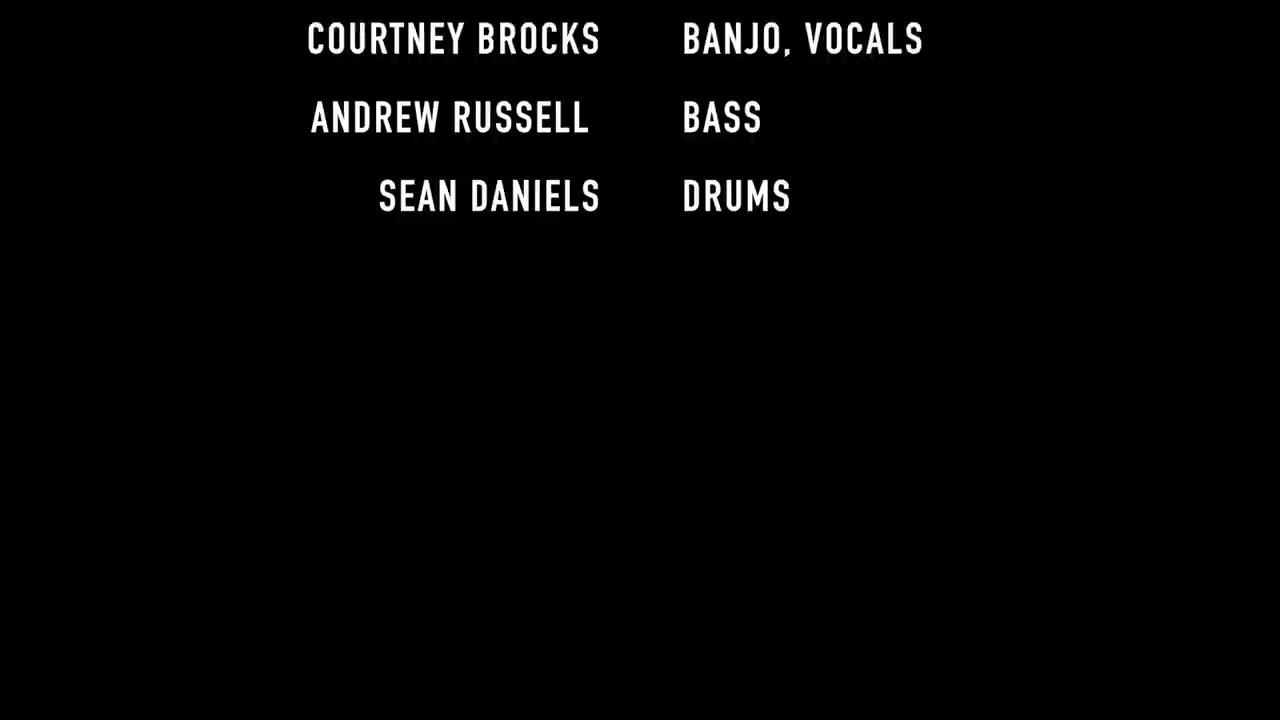 COURTNEY BROCKS BANJO, VOCALS
ANDREW RUSSELL BASS
SEAN DANIELS DRUMS